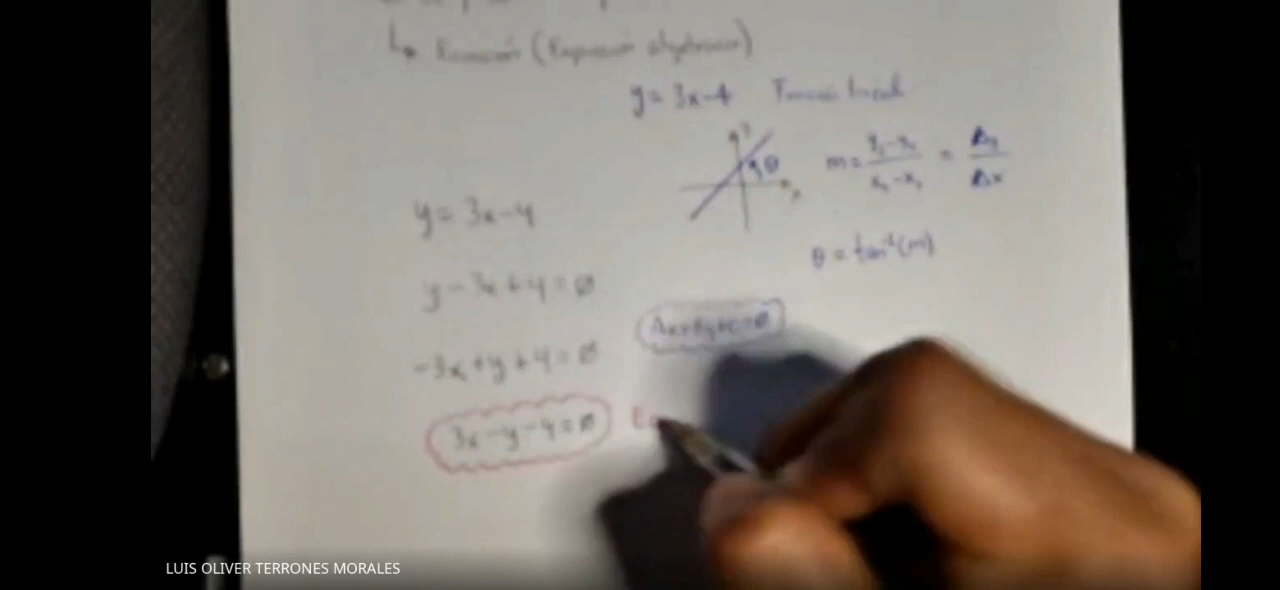 ↳ Ecuación (Expresión algebraica)
y = 3x-4 Función lineal
y
θ
x
m = y₂-y₁ / x₂-x₁ = Δy / Δx
y = 3x-4
θ = tan⁻¹(m)
y-3x+4=0
Ax+By+C=0
-3x+y+4=0
3x-y-4=0
LUIS OLIVER TERRONES MORALES